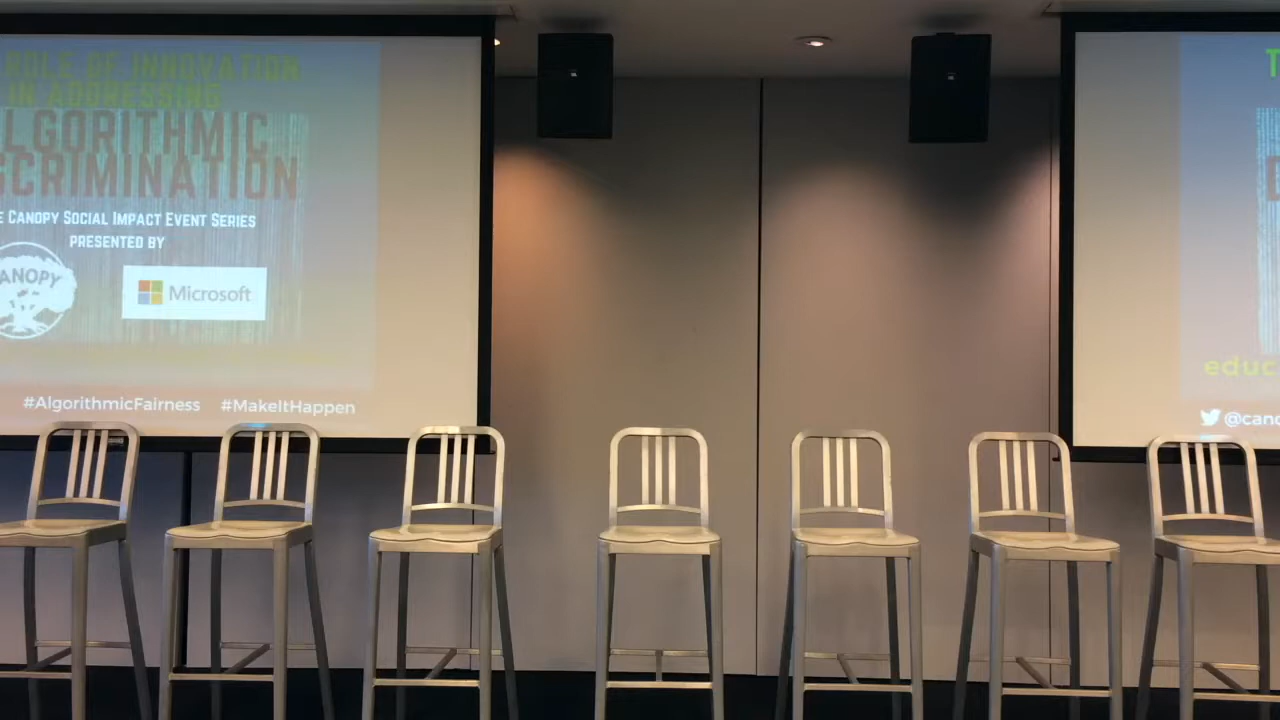 ROLE OF INNOVATION
IN ADDRESSING
LGORITHMIC
SCRIMINATION
E CANOPY SOCIAL IMPACT EVENT SERIES
PRESENTED BY
ANOPY
Microsoft
#AlgorithmicFairness #MakeItHappen
T
D
educ
@cano